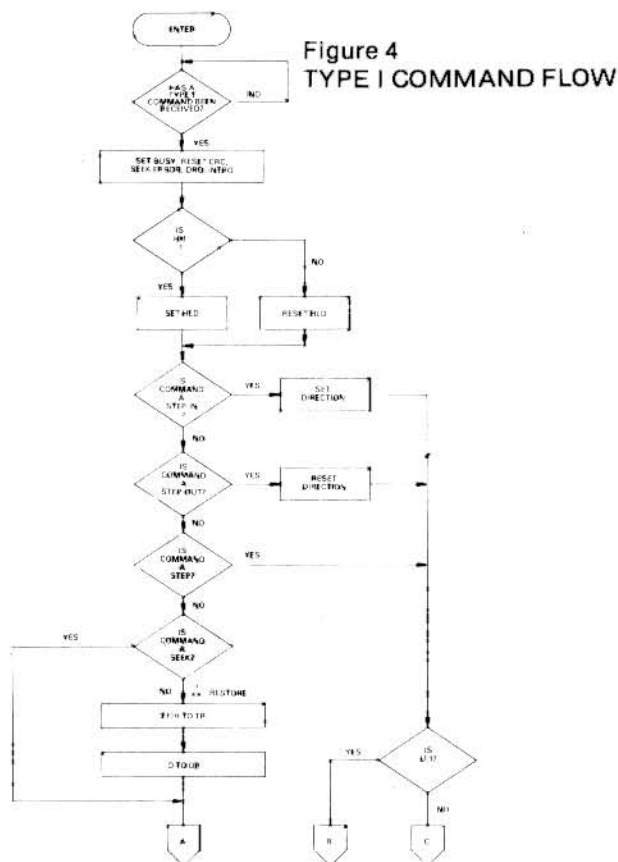 ENTER
Figure 4
TYPE I COMMAND FLOW
HAS A
TYPE I
COMMAND BEEN
RECEIVED?
NO
YES
SET BUSY, RESET CRC,
SEEK ERROR, DRQ, INTRQ
IS
NO
YES
SET HLD
RESET HLD
IS
COMMAND
A
STEP IN
?
YES
SET
DIRECTION
NO
IS
COMMAND
A
STEP OUT?
YES
RESET
DIRECTION
NO
IS
COMMAND
A
STEP?
YES
NO
IS
COMMAND
A
SEEK?
YES
NO
RESTORE
TO TR
TO DR
IS
YES
NO
A
B
C